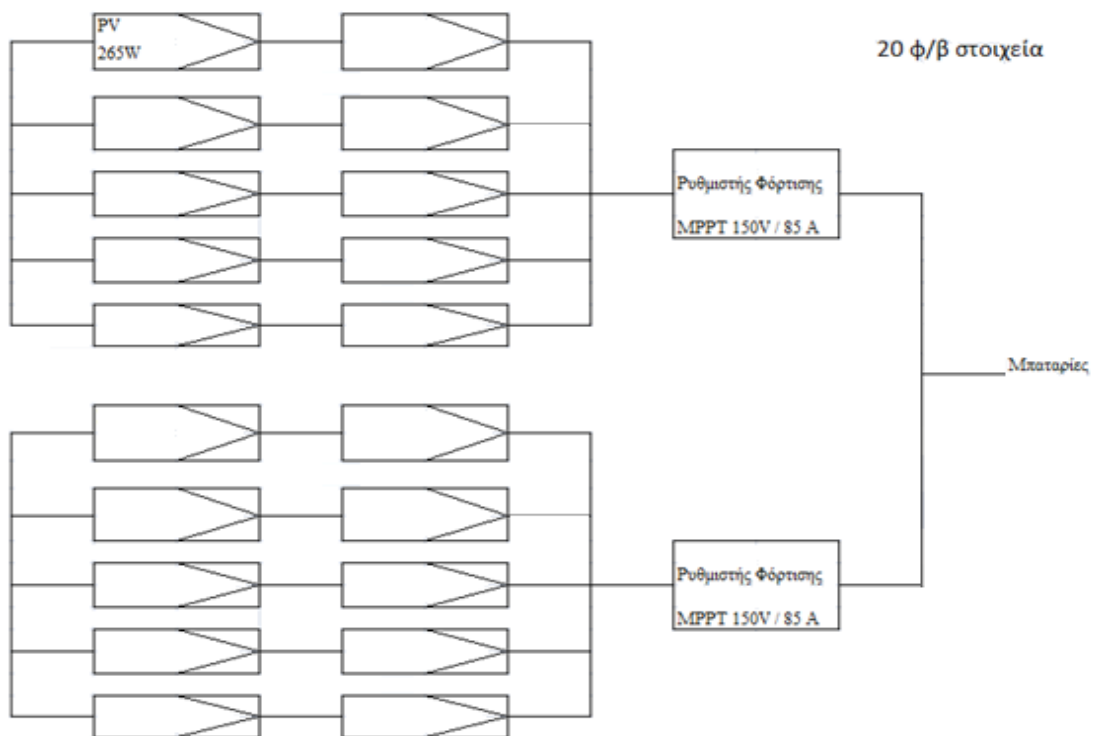 PV
265W
20 φ/β στοιχεία
Ρυθμιστής Φόρτισης
MPPT 150V / 85 A
Μπαταρίες
Ρυθμιστής Φόρτισης
MPPT 150V / 85 A